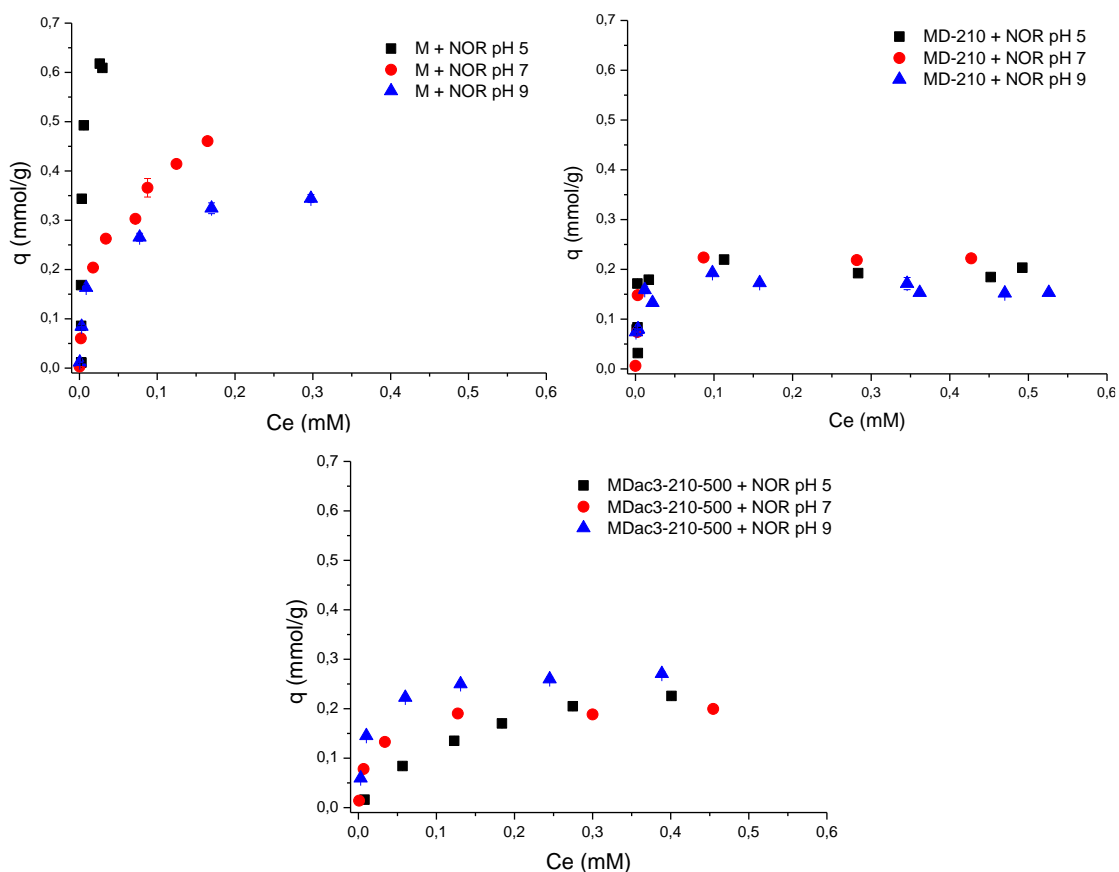 0,7
0,6
0,5
0,4
0,3
0,2
0,1
0,0
q (mmol/g)
M + NOR pH 5
M + NOR pH 7
M + NOR pH 9
0,0 0,1 0,2 0,3 0,4 0,5 0,6
Ce (mM)
0,7
0,6
0,5
0,4
0,3
0,2
0,1
0,0
q (mmol/g)
MD-210 + NOR pH 5
MD-210 + NOR pH 7
MD-210 + NOR pH 9
0,0 0,1 0,2 0,3 0,4 0,5 0,6
Ce (mM)
0,7
0,6
0,5
0,4
0,3
0,2
0,1
0,0
q (mmol/g)
MDac3-210-500 + NOR pH 5
MDac3-210-500 + NOR pH 7
MDac3-210-500 + NOR pH 9
0,0 0,1 0,2 0,3 0,4 0,5 0,6
Ce (mM)